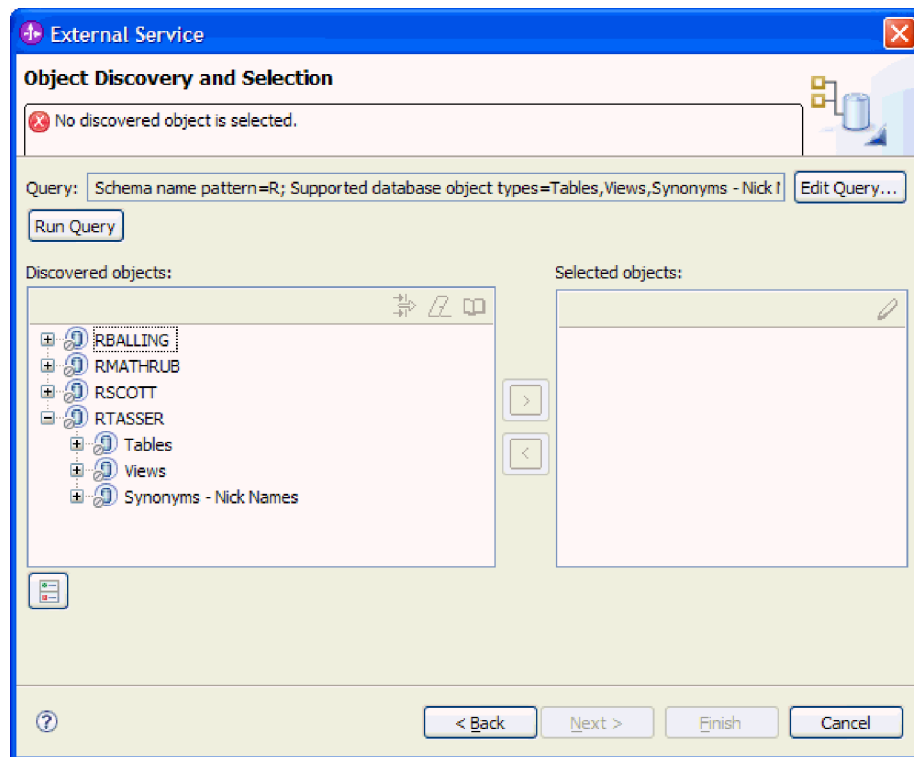 External Service
Object Discovery and Selection
No discovered object is selected.
Query: Schema name pattern=R; Supported database object types=Tables,Views,Synonyms - Nick Edit Query...
Run Query
Discovered objects: Selected objects:
RBALLING
RMATHRUB
RSCOTT
RTASSER
Tables
Views
Synonyms - Nick Names
>
<
? < Back Next > Finish Cancel